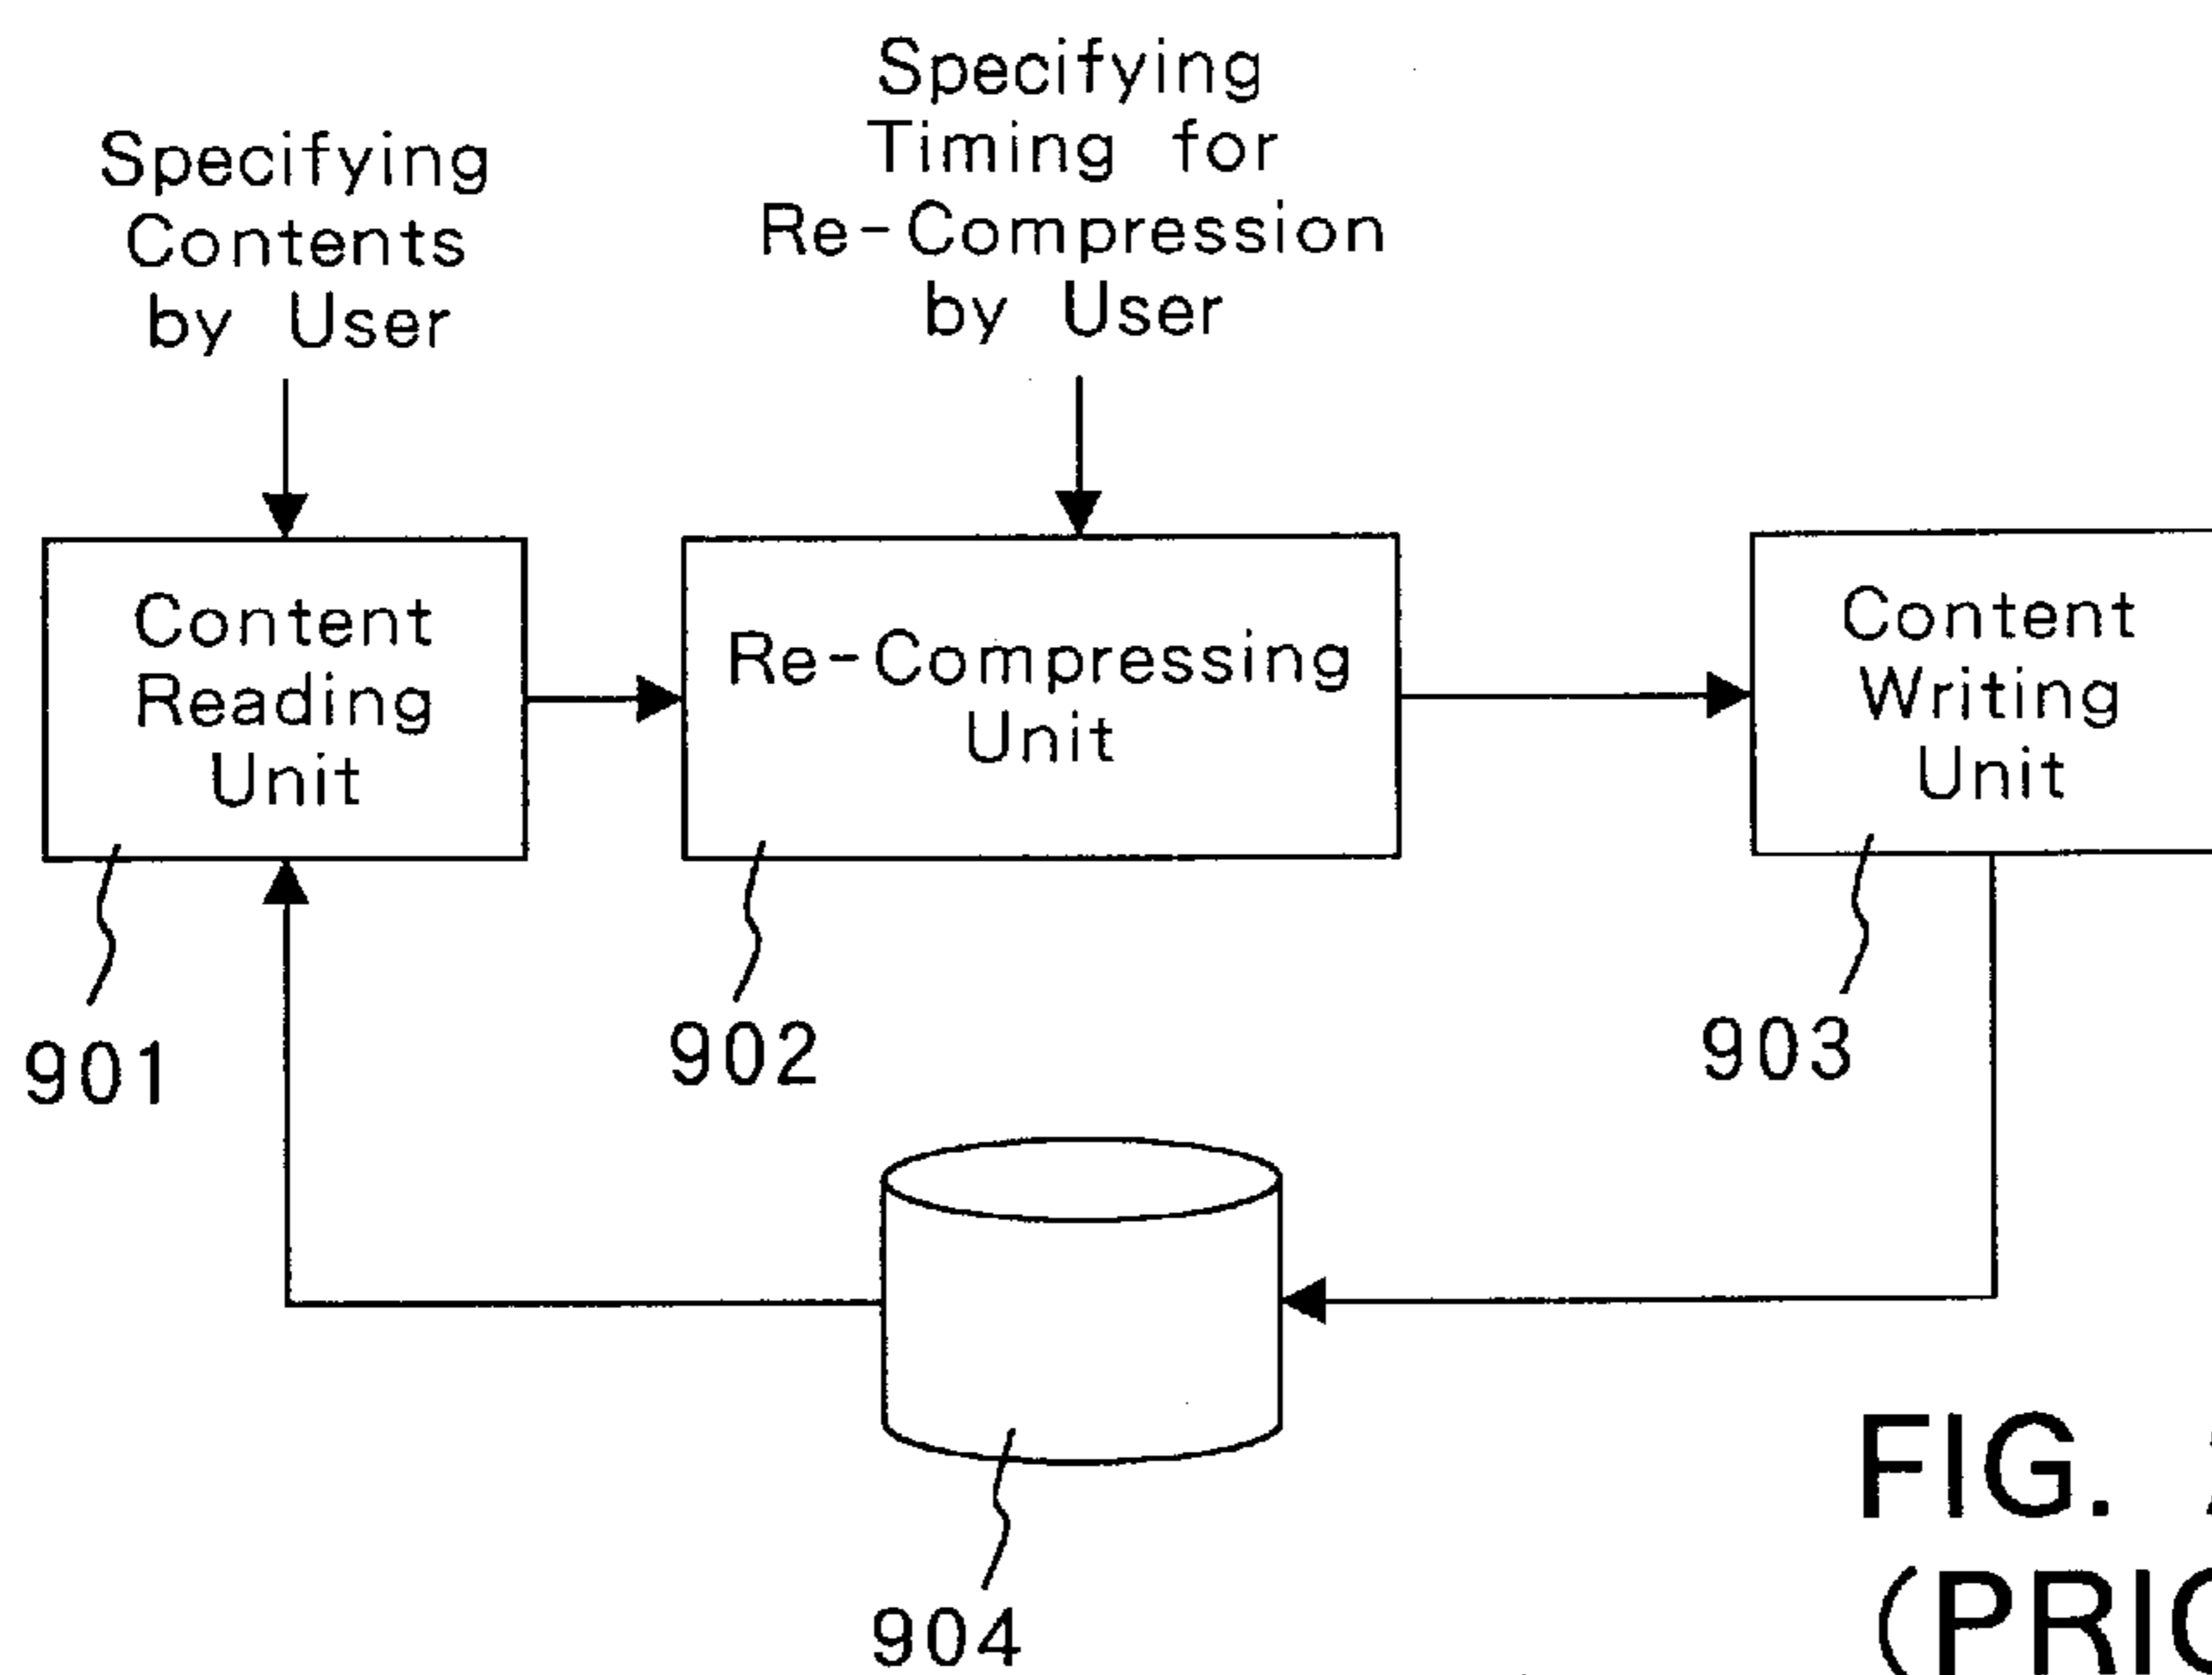 Specifying
Contents
by User
Specifying
Timing for
Re-Compression
by User
Content
Reading
Unit
Re-Compressing
Unit
Content
Writing
Unit
901
902
903
904
FIG.